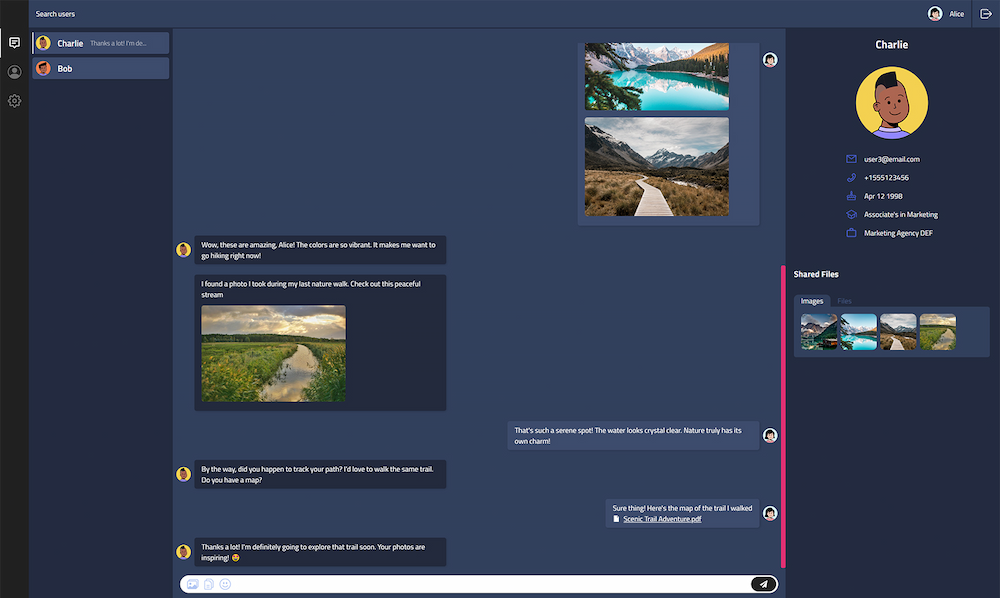 Search users
Alice
Charlie
Thanks a lot! I'm de...
Bob
Wow, these are amazing, Alice! The colors are so vibrant. It makes me want to
go hiking right now!
I found a photo I took during my last nature walk. Check out this peaceful
stream
That's such a serene spot! The water looks crystal clear. Nature truly has its
own charm!
By the way, did you happen to track your path? I'd love to walk the same trail.
Do you have a map?
Sure thing! Here's the map of the trail I walked
Scenic Trail Adventure.pdf
Thanks a lot! I'm definitely going to explore that trail soon. Your photos are
inspiring! 😍
Charlie
user3@email.com
+1555123456
Apr 12 1998
Associate's in Marketing
Marketing Agency DEF
Shared Files
Images
Files